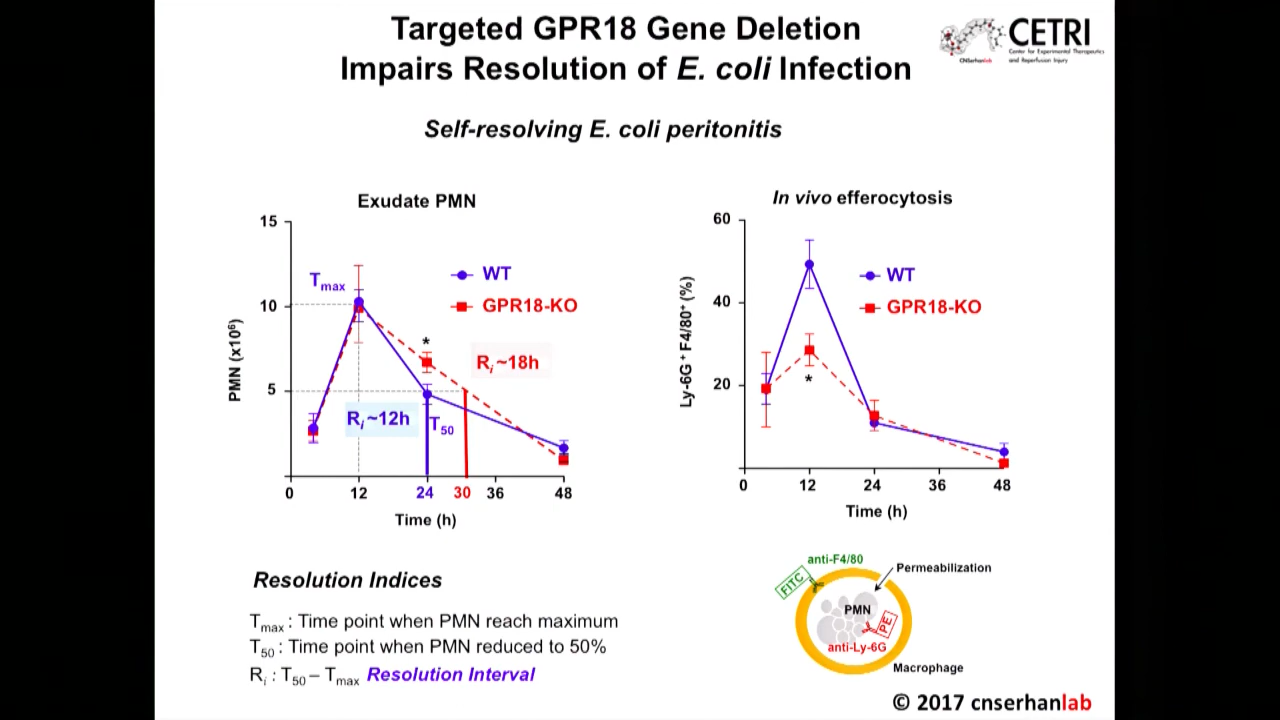 Targeted GPR18 Gene Deletion
Impairs Resolution of E. coli Infection
CETRI
Center for Experimental Therapeutics
and Reperfusion Injury
CNSerhanlab
Self-resolving E. coli peritonitis
Exudate PMN
15
10
5
PMN (x10⁶)
Tmax
WT
GPR18-KO
*
Ri ~18h
Ri ~12h
T50
0 12 24 30 36 48
Time (h)
In vivo efferocytosis
60
40
20
Ly-6G⁺ F4/80⁺ (%)
WT
GPR18-KO
*
0 12 24 36 48
Time (h)
Resolution Indices
Tmax : Time point when PMN reach maximum
T50 : Time point when PMN reduced to 50%
Ri : T50 – Tmax Resolution Interval
anti-F4/80
FITC
Permeabilization
PMN
PE
anti-Ly-6G
Macrophage
© 2017 cnserhanlab